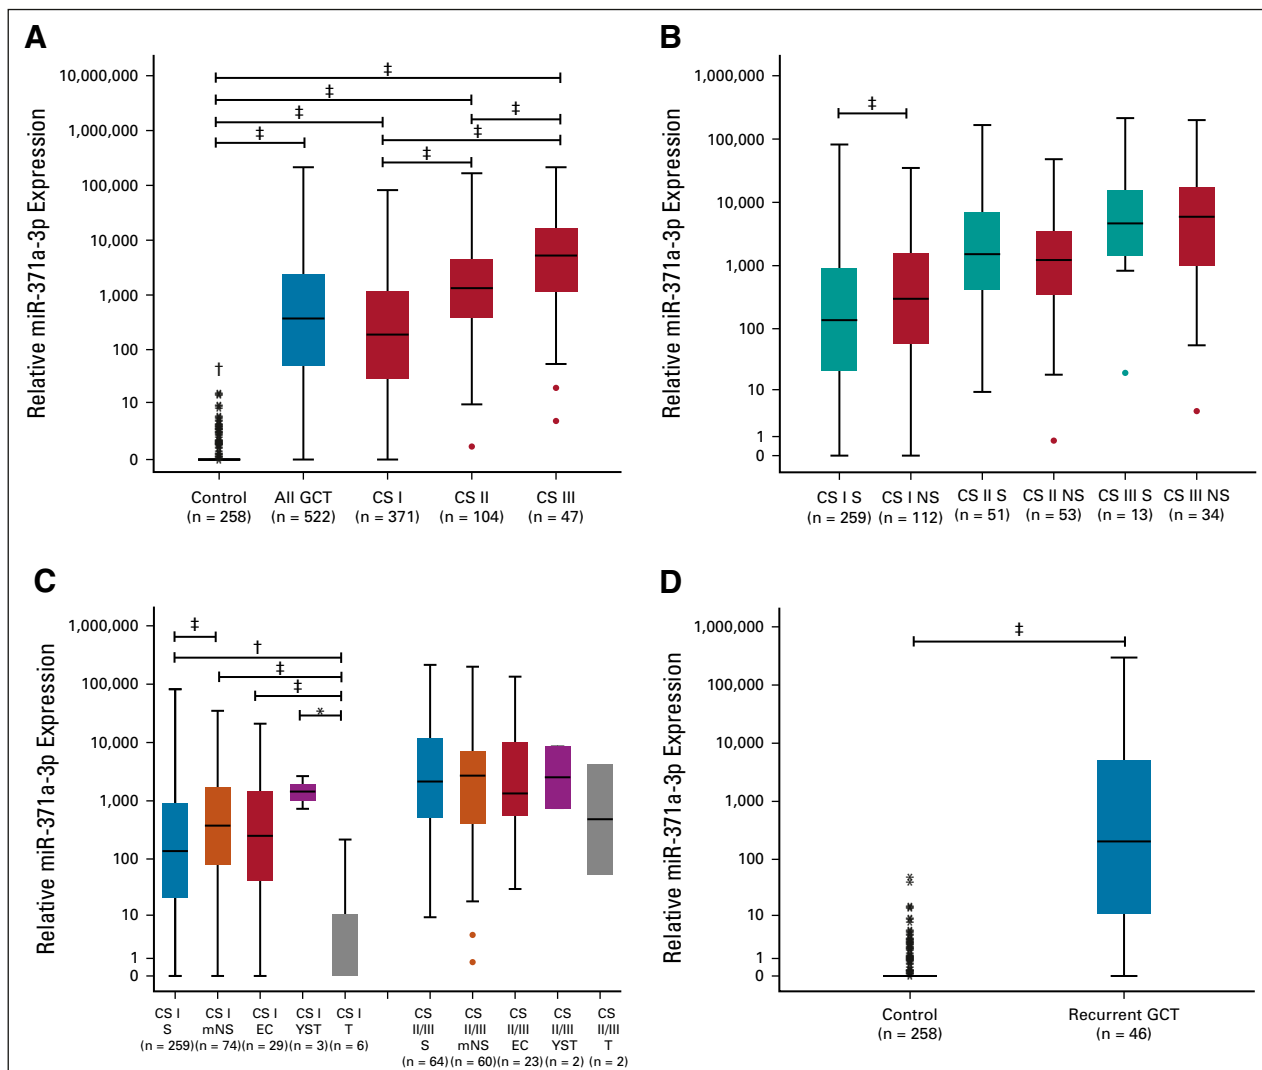 A
Relative miR-371a-3p Expression
10,000,000
1,000,000
100,000
10,000
1,000
100
10
0
‡
‡
‡
‡
‡
‡
‡
†
Control
(n = 258)
All GCT
(n = 522)
CS I
(n = 371)
CS II
(n = 104)
CS III
(n = 47)
B
Relative miR-371a-3p Expression
1,000,000
100,000
10,000
1,000
100
10
1
0
‡
CS I S
(n = 259)
CS I NS
(n = 112)
CS II S
(n = 51)
CS II NS
(n = 53)
CS III S
(n = 13)
CS III NS
(n = 34)
C
Relative miR-371a-3p Expression
1,000,000
100,000
10,000
1,000
100
10
1
0
‡
†
‡
‡
*
CS I
S
(n = 259)
CS I
mNS
(n = 74)
CS I
EC
(n = 29)
CS I
YST
(n = 3)
CS I
T
(n = 6)
CS
II/III
S
(n = 64)
CS
II/III
mNS
(n = 60)
CS
II/III
EC
(n = 23)
CS
II/III
YST
(n = 2)
CS
II/III
T
(n = 2)
D
Relative miR-371a-3p Expression
1,000,000
100,000
10,000
1,000
100
10
1
0
‡
Control
(n = 258)
Recurrent GCT
(n = 46)